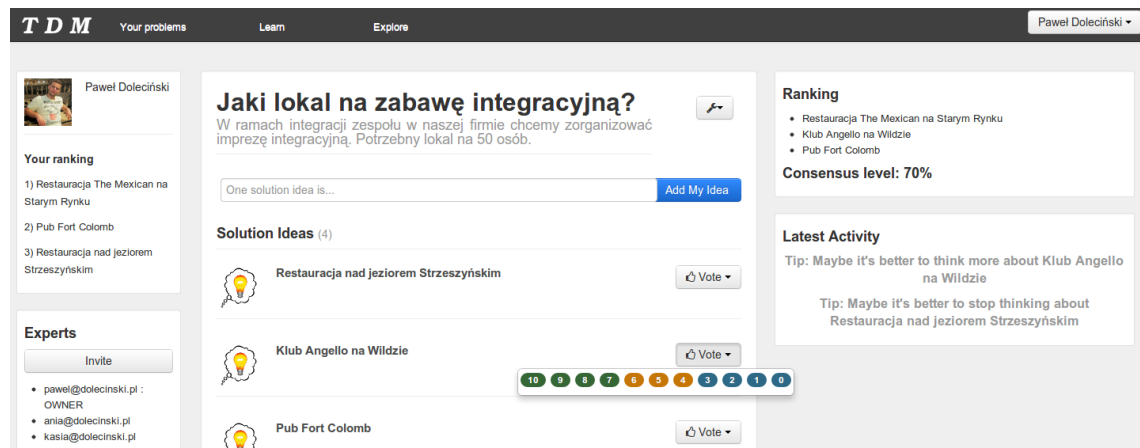 T D M
Your problems
Learn
Explore
Paweł Doleciński
Paweł Doleciński
Your ranking
1) Restauracja The Mexican na
Starym Rynku
2) Pub Fort Colomb
3) Restauracja nad jeziorem
Strzeszyńskim
Experts
Invite
pawel@dolecinski.pl :
OWNER
ania@dolecinski.pl
kasia@dolecinski.pl
Jaki lokal na zabawę integracyjną?
W ramach integracji zespołu w naszej firmie chcemy zorganizować
imprezę integracyjną. Potrzebny lokal na 50 osób.
One solution idea is...
Add My Idea
Solution Ideas (4)
Restauracja nad jeziorem Strzeszyńskim
Vote
Klub Angello na Wildzie
Vote
10 9 8 7 6 5 4 3 2 1 0
Pub Fort Colomb
Vote
Ranking
Restauracja The Mexican na Starym Rynku
Klub Angello na Wildzie
Pub Fort Colomb
Consensus level: 70%
Latest Activity
Tip: Maybe it's better to think more about Klub Angello
na Wildzie
Tip: Maybe it's better to stop thinking about
Restauracja nad jeziorem Strzeszyńskim